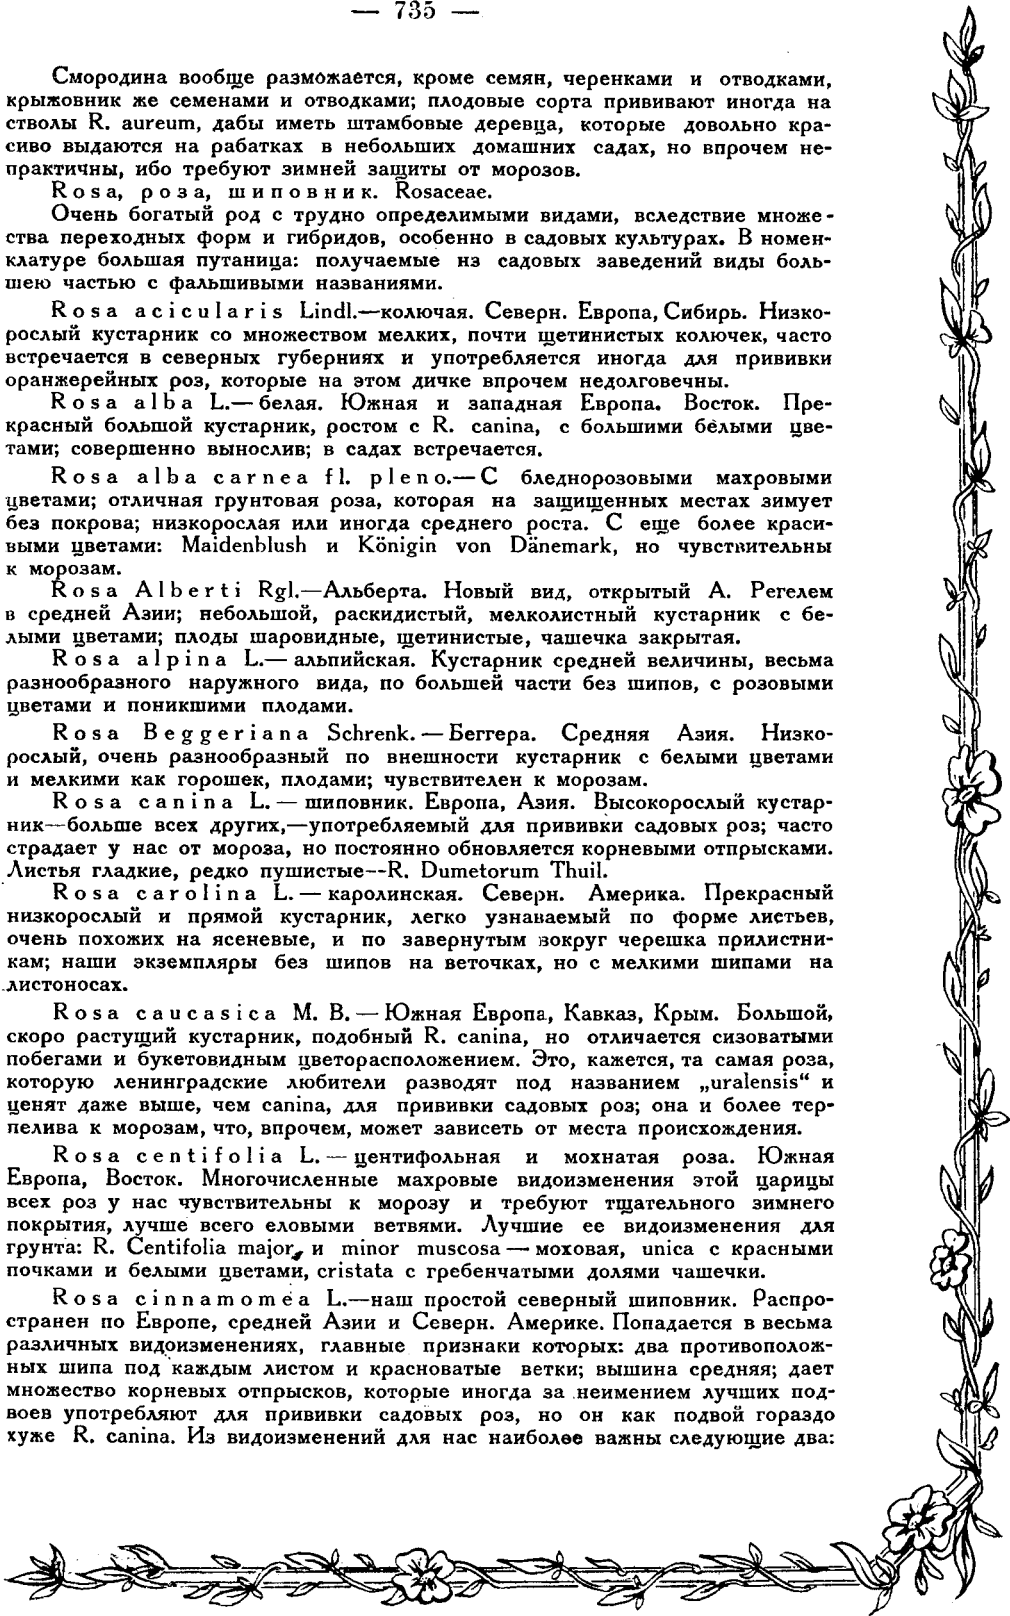 — 735 —
Смородина вообще размножается, кроме семян, черенками и отводками,
крыжовник же семенами и отводками; плодовые сорта прививают иногда на
стволы R. aureum, дабы иметь штамбовые деревца, которые довольно кра-
сиво выдаются на рабатках в небольших домашних садах, но впрочем не-
практичны, ибо требуют зимней защиты от морозов.
Rosa, роза, шиповник. Rosaceae.
Очень богатый род с трудно определимыми видами, вследствие множе-
ства переходных форм и гибридов, особенно в садовых культурах. В номен-
клатуре большая путаница: получаемые нз садовых заведений виды боль-
шею частью с фальшивыми названиями.
Rosa acicularis Lindl.—колючая. Северн. Европа, Сибирь. Низко-
рослый кустарник со множеством мелких, почти щетинистых колючек, часто
встречается в северных губерниях и употребляется иногда для прививки
оранжерейных роз, которые на этом дичке впрочем недолговечны.
Rosa alba L.—белая. Южная и западная Европа. Восток. Пре-
красный большой кустарник, ростом с R. canina, с большими белыми цве-
тами; совершенно вынослив; в садах встречается.
Rosa alba carnea fl. pleno.—С бледнорозовыми махровыми
цветами; отличная грунтовая роза, которая на защищенных местах зимует
без покрова; низкорослая или иногда среднего роста. С еще более краси-
выми цветами: Maidenblush и Königin von Dänemark, но чувствительны
к морозам.
Rosa Alberti Rgl.—Альберта. Новый вид, открытый А. Регелем
в средней Азии; небольшой, раскидистый, мелколистный кустарник с бе-
лыми цветами; плоды шаровидные, щетинистые, чашечка закрытая.
Rosa alpina L.—альпийская. Кустарник средней величины, весьма
разнообразного наружного вида, по большей части без шипов, с розовыми
цветами и поникшими плодами.
Rosa Beggeriana Schrenk.—Беггера. Средняя Азия. Низко-
рослый, очень разнообразный по внешности кустарник с белыми цветами
и мелкими как горошек, плодами; чувствителен к морозам.
Rosa canina L.—шиповник. Европа, Азия. Высокорослый кустар-
ник—больше всех других,—употребляемый для прививки садовых роз; часто
страдает у нас от мороза, но постоянно обновляется корневыми отпрысками.
Листья гладкие, редко пушистые—R. Dumetorum Thuil.
Rosa carolina L.—каролинская. Северн. Америка. Прекрасный
низкорослый и прямой кустарник, легко узнаваемый по форме листьев,
очень похожих на ясеневые, и по завернутым вокруг черешка прилистни-
кам; наши экземпляры без шипов на веточках, но с мелкими шипами на
листоносах.
Rosa caucasica M. B.—Южная Европа, Кавказ, Крым. Большой,
скоро растущий кустарник, подобный R. canina, но отличается сизоватыми
побегами и букетовидным цветорасположением. Это, кажется, та самая роза,
которую ленинградские любители разводят под названием „uralensis“ и
ценят даже выше, чем canina, для прививки садовых роз; она и более тер-
пелива к морозам, что, впрочем, может зависеть от места происхождения.
Rosa centifolia L.—центифольная и мохнатая роза. Южная
Европа, Восток. Многочисленные махровые видоизменения этой царицы
всех роз у нас чувствительны к морозу и требуют тщательного зимнего
покрытия, лучше всего еловыми ветвями. Лучшие ее видоизменения для
грунта: R. Centifolia major, и minor muscosa—моховая, unica с красными
почками и белыми цветами, cristata с гребенчатыми долями чашечки.
Rosa cinnamomea L.—наш простой северный шиповник. Распро-
странен по Европе, средней Азии и Северн. Америке. Попадается в весьма
различных видоизменениях, главные признаки которых: два противополож-
ных шипа под каждым листом и красноватые ветки; вышина средняя; дает
множество корневых отпрысков, которые иногда за неимением лучших под-
воев употребляют для прививки садовых роз, но он как подвой гораздо
хуже R. canina. Из видоизменений для нас наиболее важны следующие два: